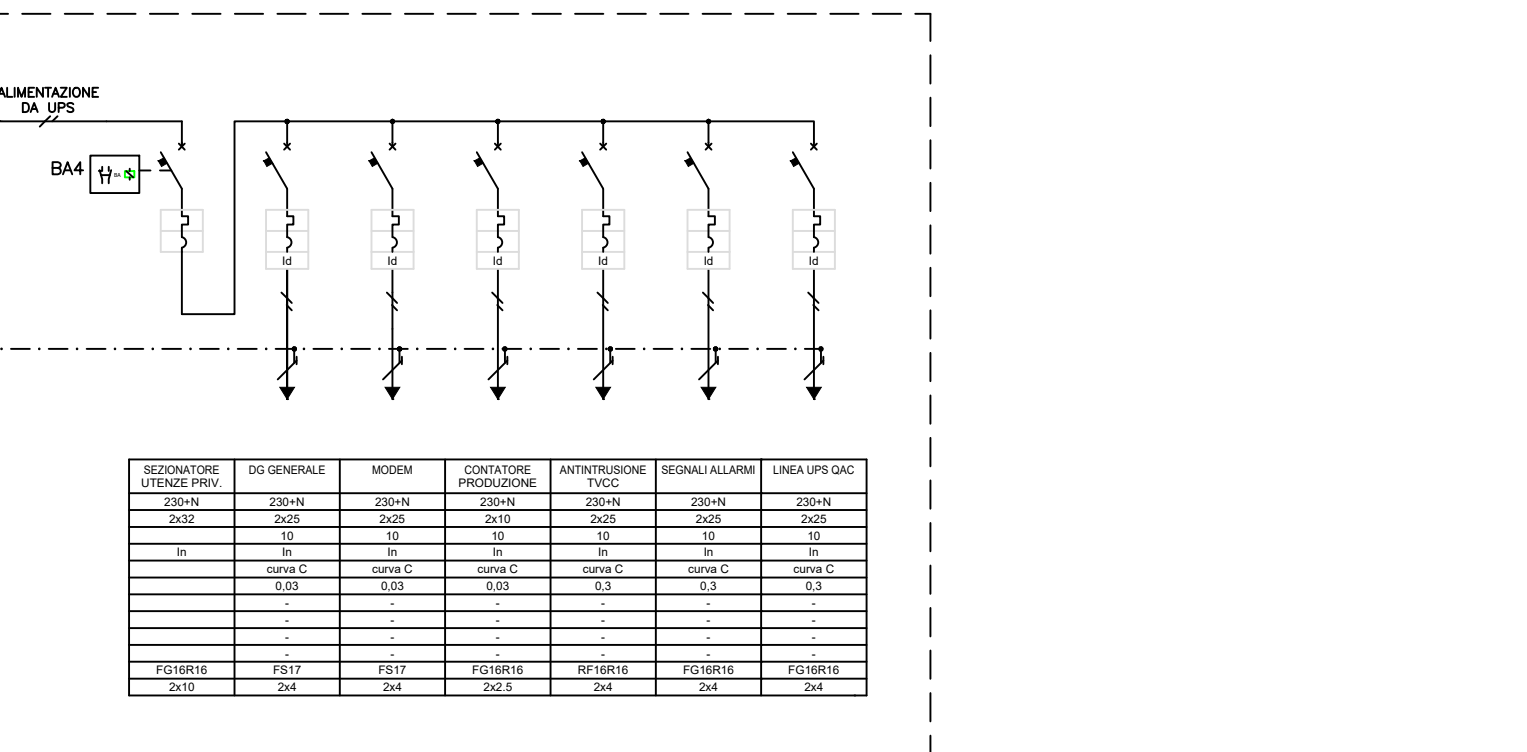 ALIMENTAZIONE
DA UPS
BA4
BA
Id Id Id Id Id Id
SEZIONATORE UTENZE PRIV. DG GENERALE MODEM CONTATORE PRODUZIONE ANTINTRUSIONE TVCC SEGNALI ALLARMI LINEA UPS QAC
230+N 230+N 230+N 230+N 230+N 230+N 230+N
2x32 2x25 2x25 2x10 2x25 2x25 2x25
10 10 10 10 10 10
In In In In In In In
curva C curva C curva C curva C curva C curva C
0,03 0,03 0,03 0,3 0,3 0,3
- - - - - -
- - - - - -
- - - - - -
- - - - - -
FG16R16 FS17 FS17 FG16R16 RF16R16 FG16R16 FG16R16
2x10 2x4 2x4 2x2.5 2x4 2x4 2x4